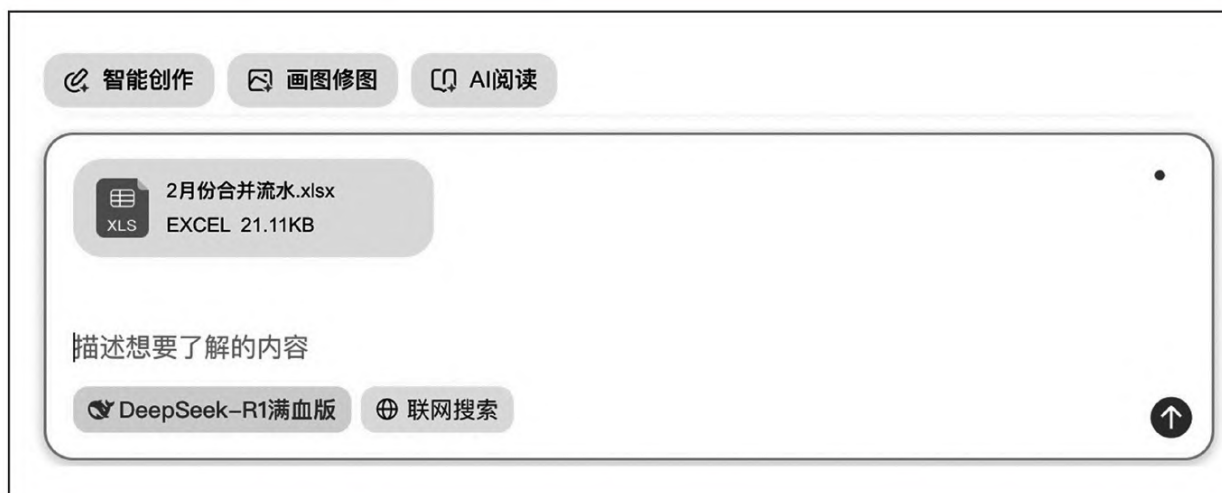 智能创作
画图修图
AI阅读
2月份合并流水.xlsx
XLS
EXCEL 21.11KB
描述想要了解的内容
DeepSeek-R1满血版
联网搜索